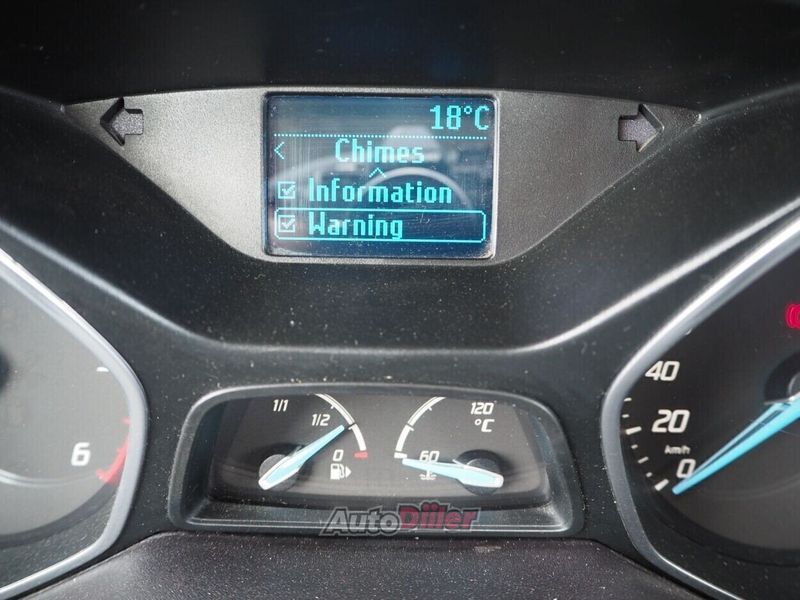 18°C
Chimes
Information
Warning
6
1/1
1/2
0
120
°C
60
40
20
km/h
0
AutoDiiler